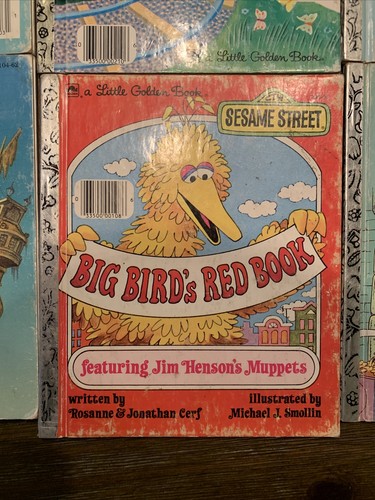 a Little Golden Book
a Little Golden Book®
SESAME STREET
BIG BIRD's RED BOOK
featuring Jim Henson's Muppets
written by
Rosanne & Jonathan Cerf
illustrated by
Michael J. Smollin